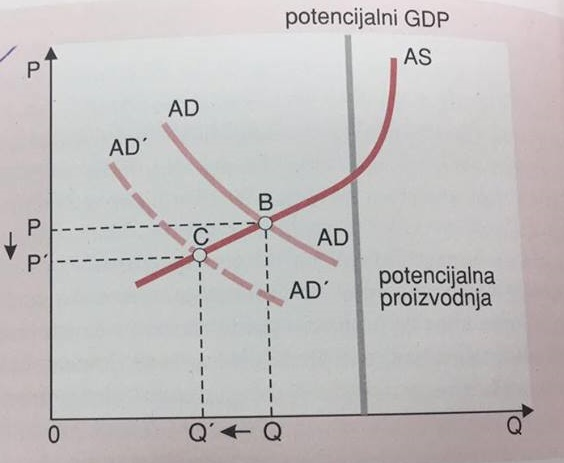 potencijalni GDP
P
AS
AD
AD´
B
P
C
AD
P´
AD´
potencijalna
proizvodnja
0
Q´
Q
Q